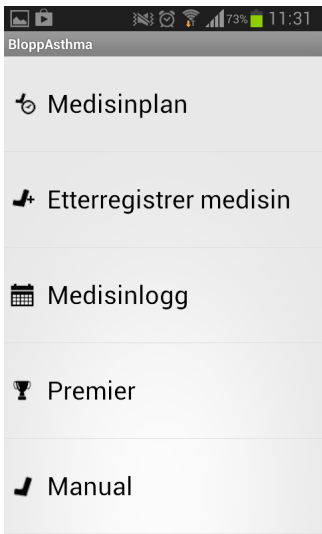 73% 11:31
BloppAsthma
Medisinplan
Etterregistrer medisin
Medisinlogg
Premier
Manual